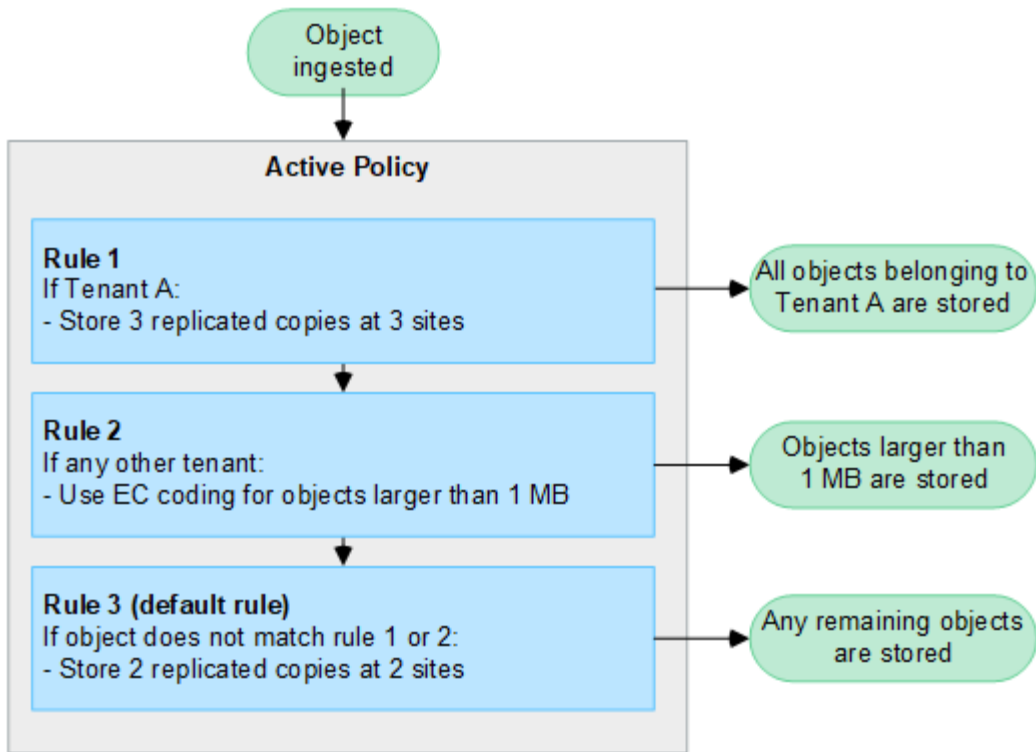 Object
ingested
Active Policy
Rule 1
If Tenant A:
- Store 3 replicated copies at 3 sites
All objects belonging to
Tenant A are stored
Rule 2
If any other tenant:
- Use EC coding for objects larger than 1 MB
Objects larger than
1 MB are stored
Rule 3 (default rule)
If object does not match rule 1 or 2:
- Store 2 replicated copies at 2 sites
Any remaining objects
are stored